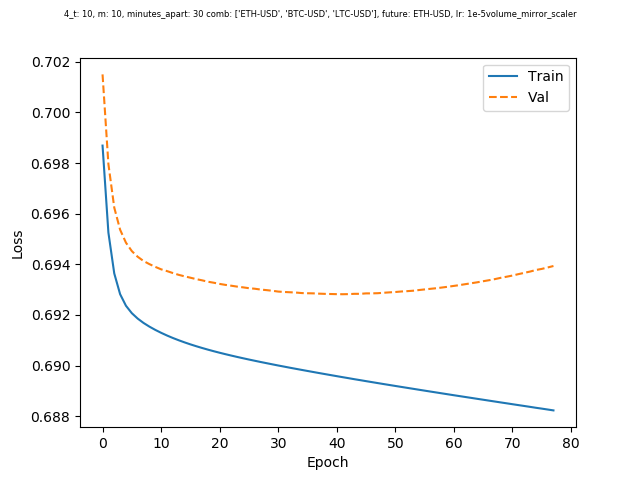 4_t: 10, m: 10, minutes_apart: 30 comb: ['ETH-USD', 'BTC-USD', 'LTC-USD'], future: ETH-USD, lr: 1e-5volume_mirror_scaler
Train
Val
0.702
0.700
0.698
0.696
0.694
0.692
0.690
0.688
Loss
0 10 20 30 40 50 60 70 80
Epoch